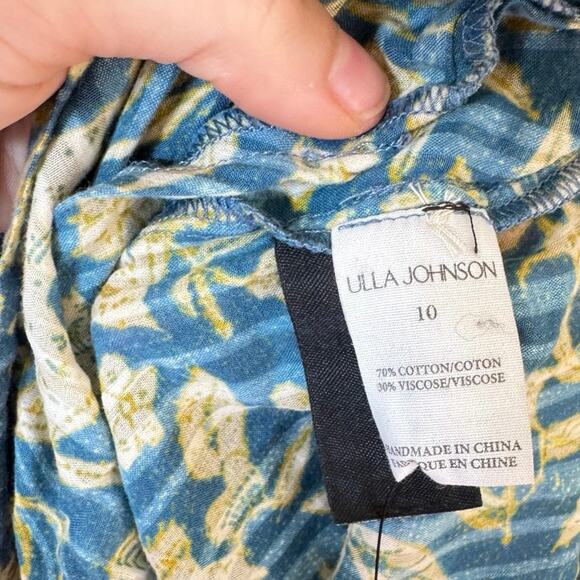 ULLA JOHNSON
10
70% COTTON/COTON
30% VISCOSE/VISCOSE
HANDMADE IN CHINA
FABRIQUE EN CHINE